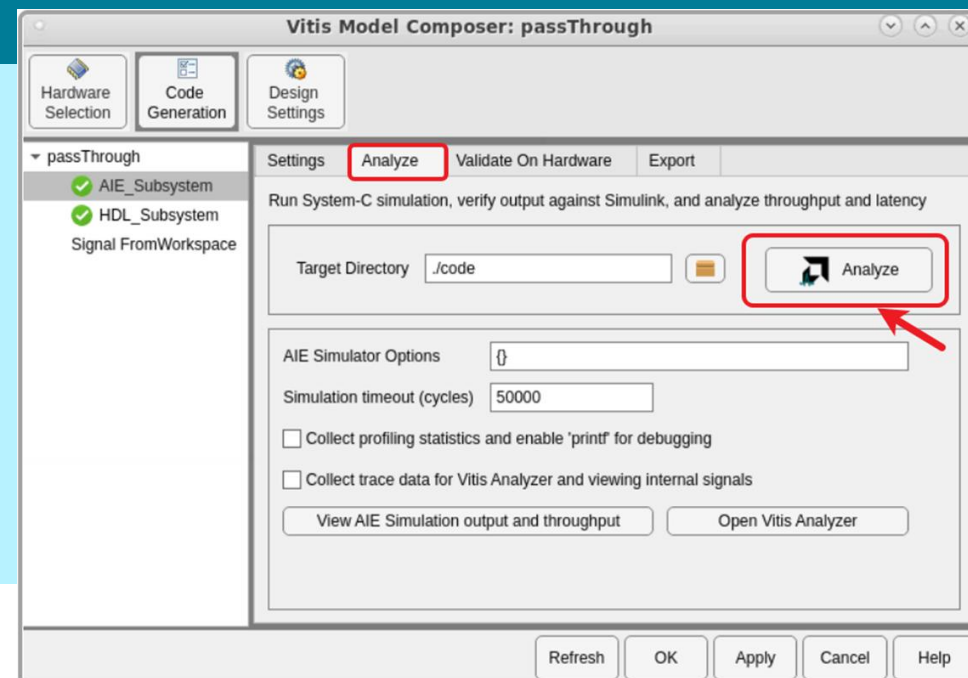 Vitis Model Composer: passThrough
Hardware Selection
Code Generation
Design Settings
passThrough
AIE_Subsystem
HDL_Subsystem
Signal FromWorkspace
Settings Analyze Validate On Hardware Export
Run System-C simulation, verify output against Simulink, and analyze throughput and latency
Target Directory ./code Analyze
AIE Simulator Options {}
Simulation timeout (cycles) 50000
Collect profiling statistics and enable 'printf' for debugging
Collect trace data for Vitis Analyzer and viewing internal signals
View AIE Simulation output and throughput Open Vitis Analyzer
Refresh OK Apply Cancel Help